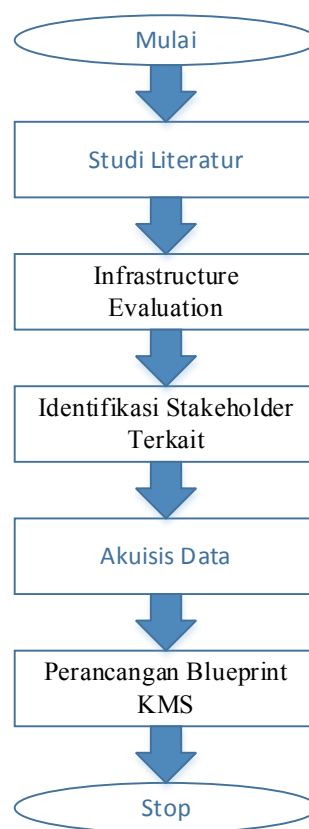 Mulai
Studi Literatur
Infrastructure
Evaluation
Identifikasi Stakeholder
Terkait
Akuisis Data
Perancangan Blueprint
KMS
Stop